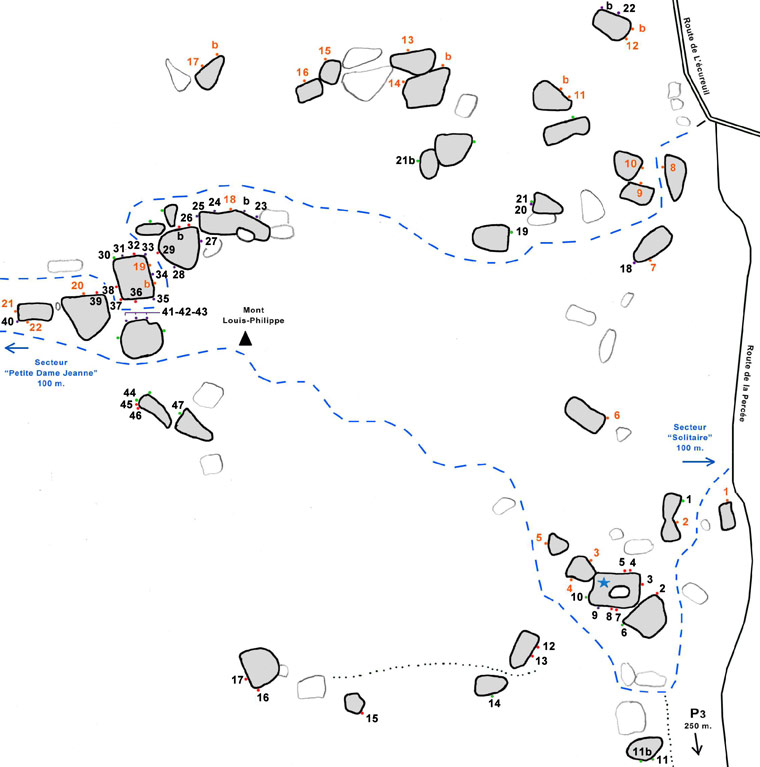 b 22
b
12
Route de L'écureuil
13
b
15
b
17
16
14
b
11
21b
10
8
9
21
20
19
18
7
b
18
24
25
23
26
b
27
29
28
30
31
32
33
19
34
b
35
36
37
38
39
20
21
40
22
41-42-43
Mont
Louis-Philippe
Secteur
"Petite Dame Jeanne"
100 m.
44
45
46
47
Route de la Percée
6
Secteur
"Solitaire"
100 m.
1
1
2
5
3
4
5 4
3
2
10
9
8 7
6
12
13
14
15
17
16
P3
250 m.
11b
11